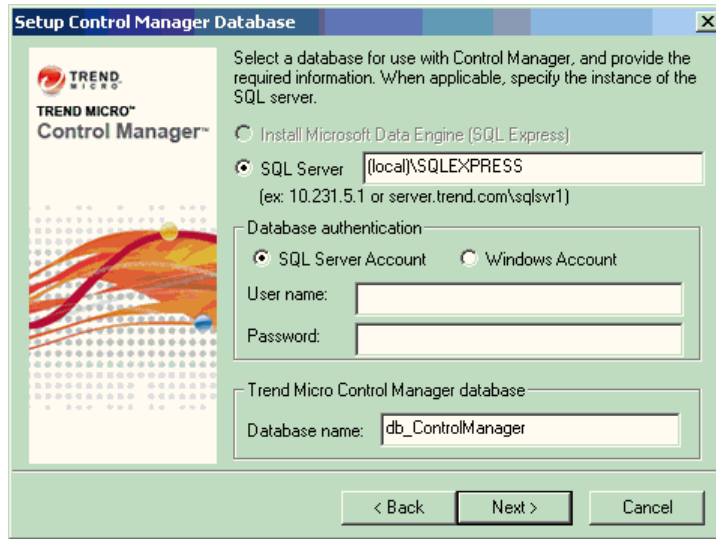 Setup Control Manager Database
TREND
MICRO
TREND MICRO™
Control Manager™
Select a database for use with Control Manager, and provide the
required information. When applicable, specify the instance of the
SQL server.
Install Microsoft Data Engine (SQL Express)
SQL Server
(local)\SQLEXPRESS
(ex: 10.231.5.1 or server.trend.com\sqlsvr1)
Database authentication
SQL Server Account
Windows Account
User name:
Password:
Trend Micro Control Manager database
Database name:
db_ControlManager
< Back
Next >
Cancel